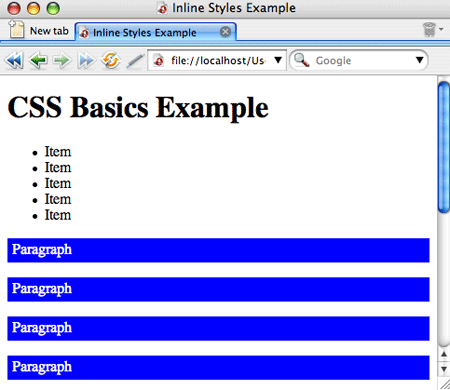 Inline Styles Example
New tab
Inline Styles Example
file://localhost/Us
Google
CSS Basics Example
Item
Item
Item
Item
Item
Paragraph
Paragraph
Paragraph
Paragraph